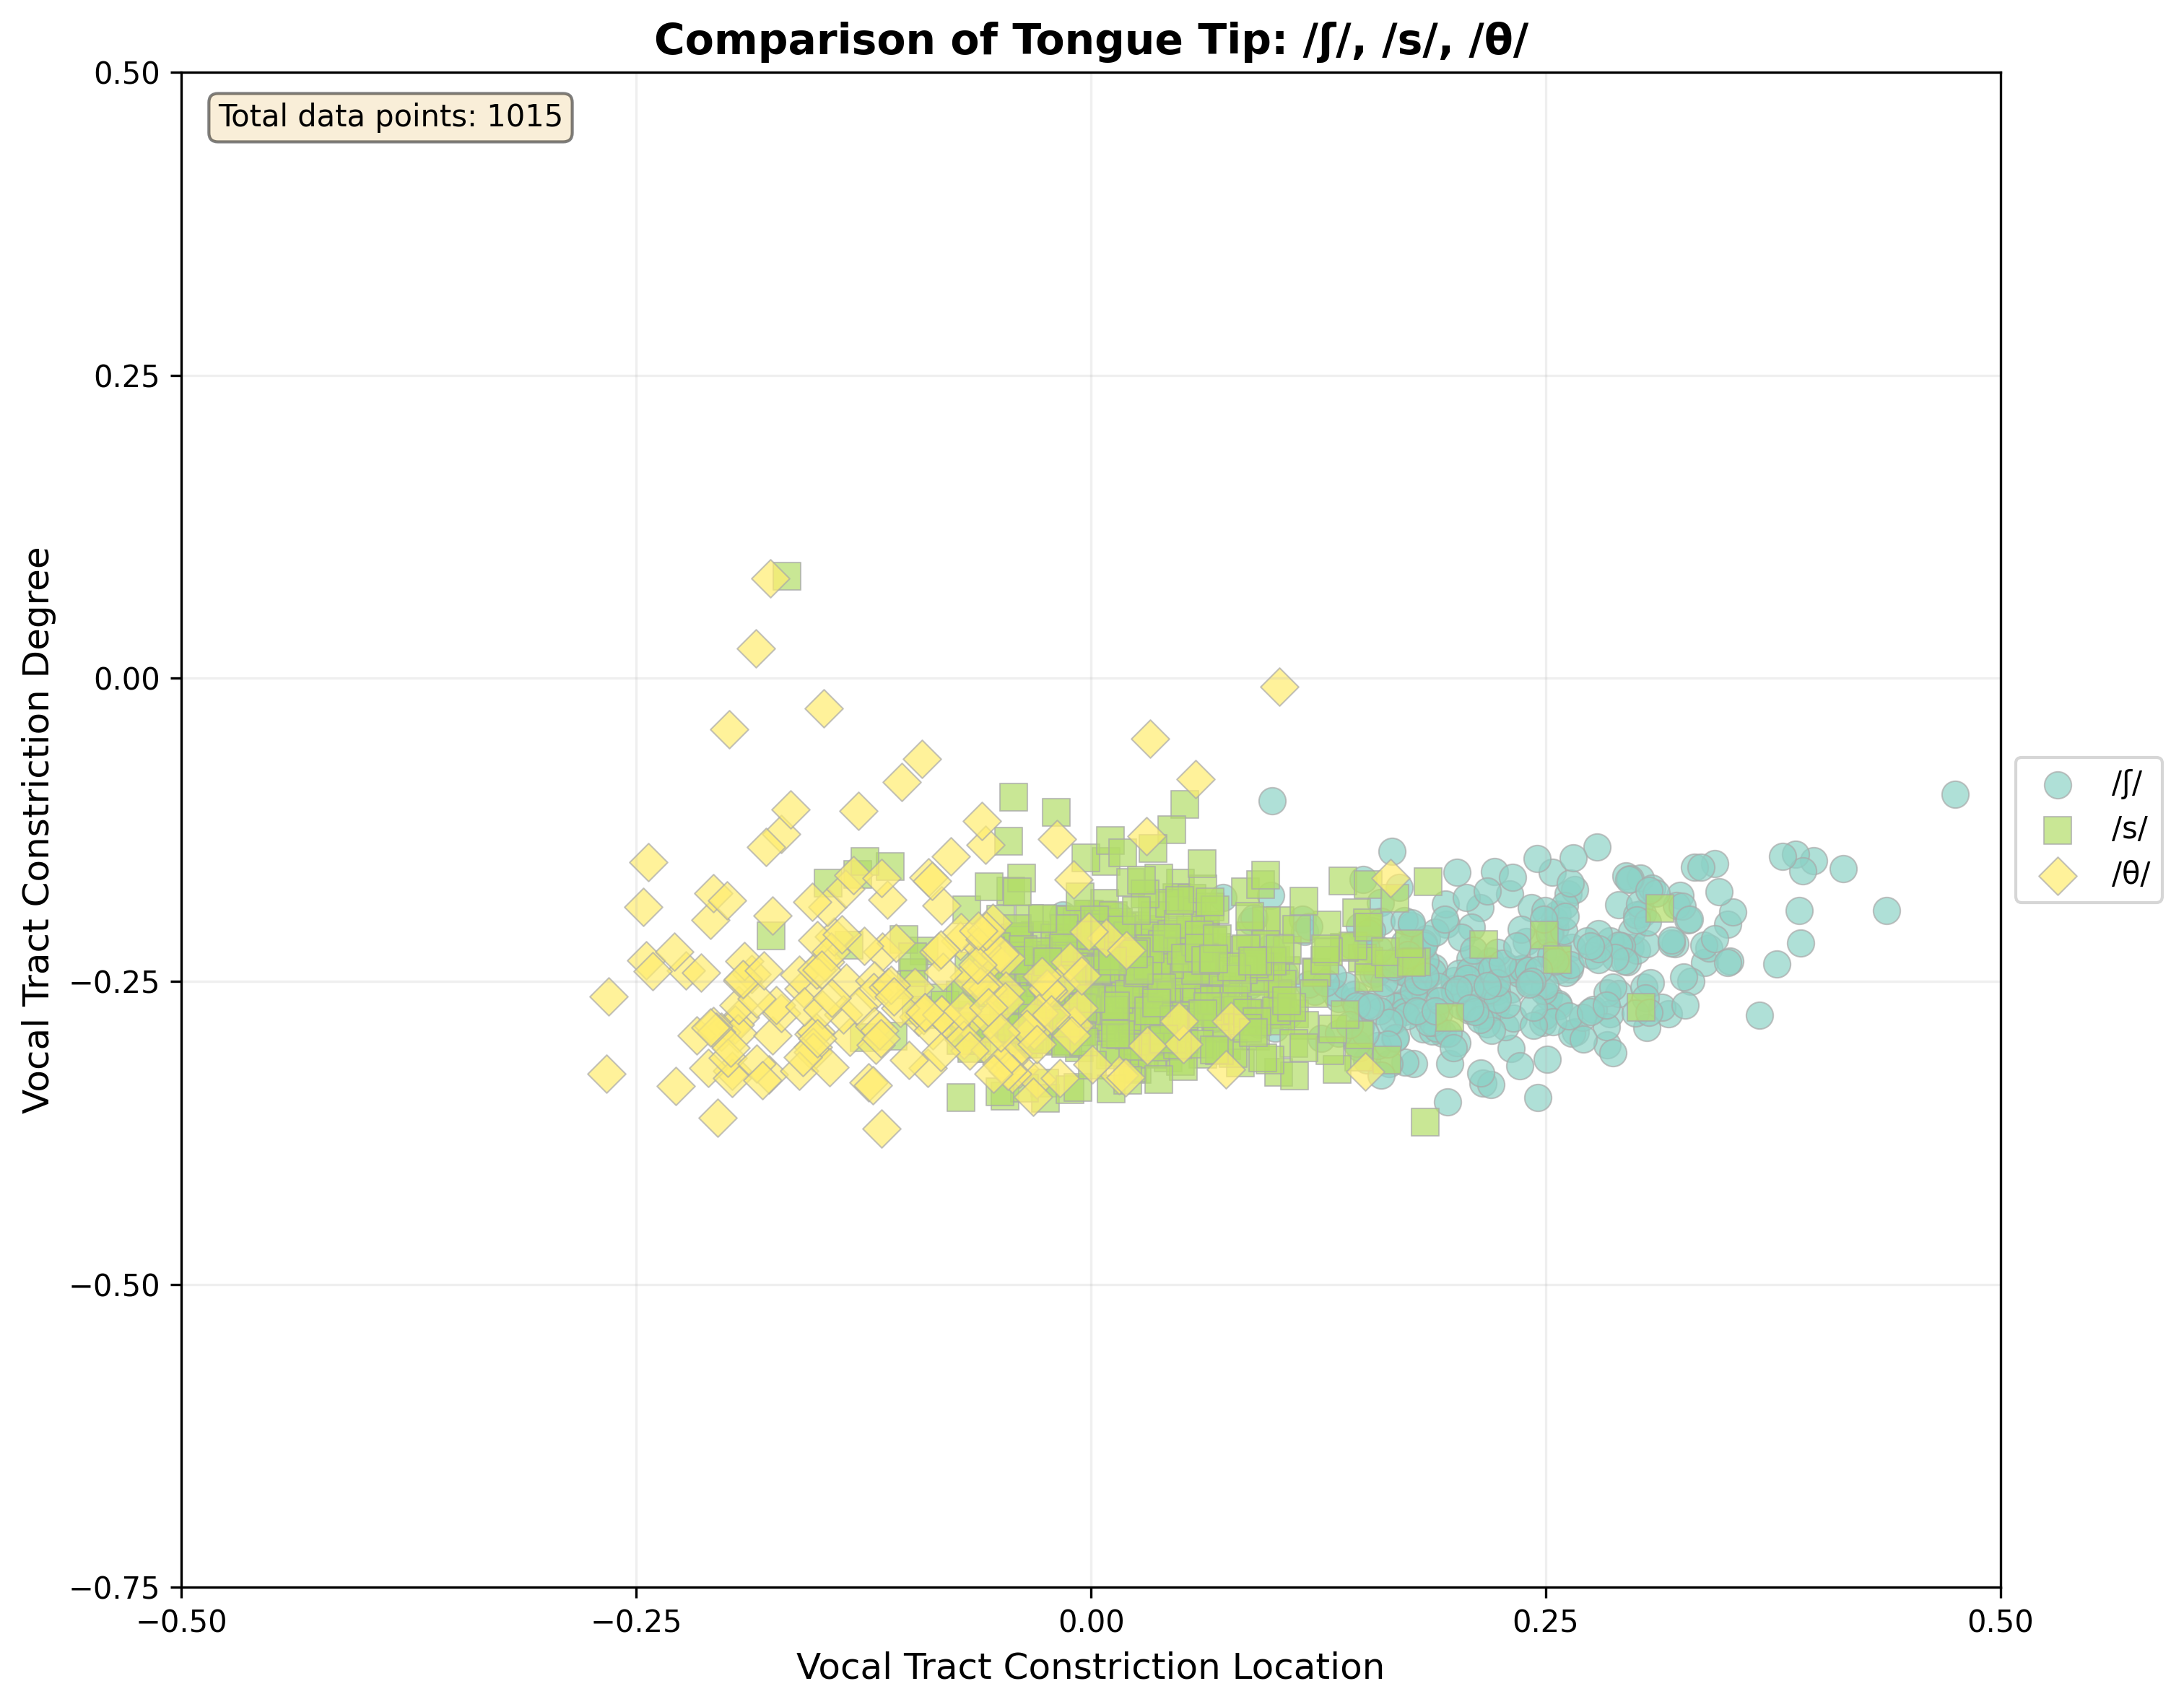 Comparison of Tongue Tip: /ʃ/, /s/, /θ/
Total data points: 1015
Vocal Tract Constriction Degree
0.50
0.25
0.00
−0.25
−0.50
−0.75
/ʃ/
/s/
/θ/
−0.50
−0.25
0.00
0.25
0.50
Vocal Tract Constriction Location